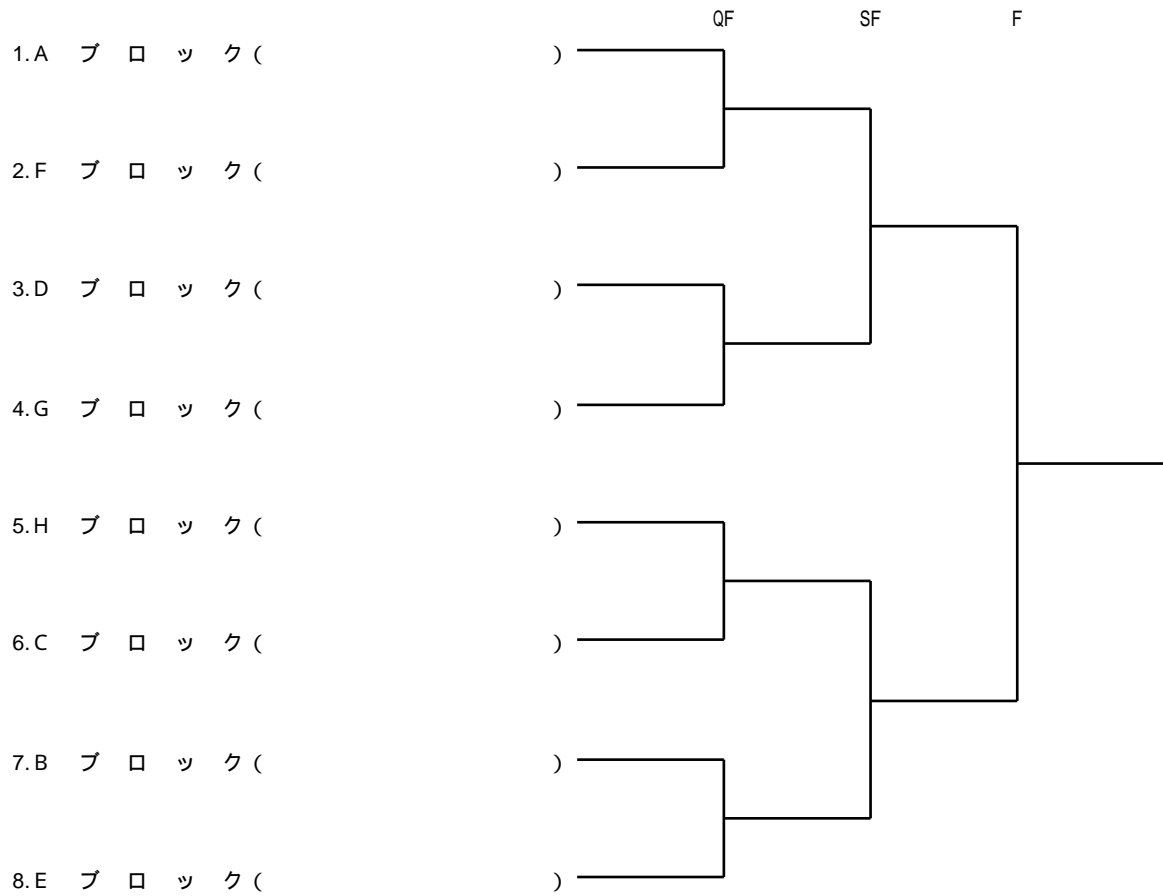 QF SF F
1.A ブ ロ ッ ク ( )
2.F ブ ロ ッ ク ( )
3.D ブ ロ ッ ク ( )
4.G ブ ロ ッ ク ( )
5.H ブ ロ ッ ク ( )
6.C ブ ロ ッ ク ( )
7.B ブ ロ ッ ク ( )
8.E ブ ロ ッ ク ( )